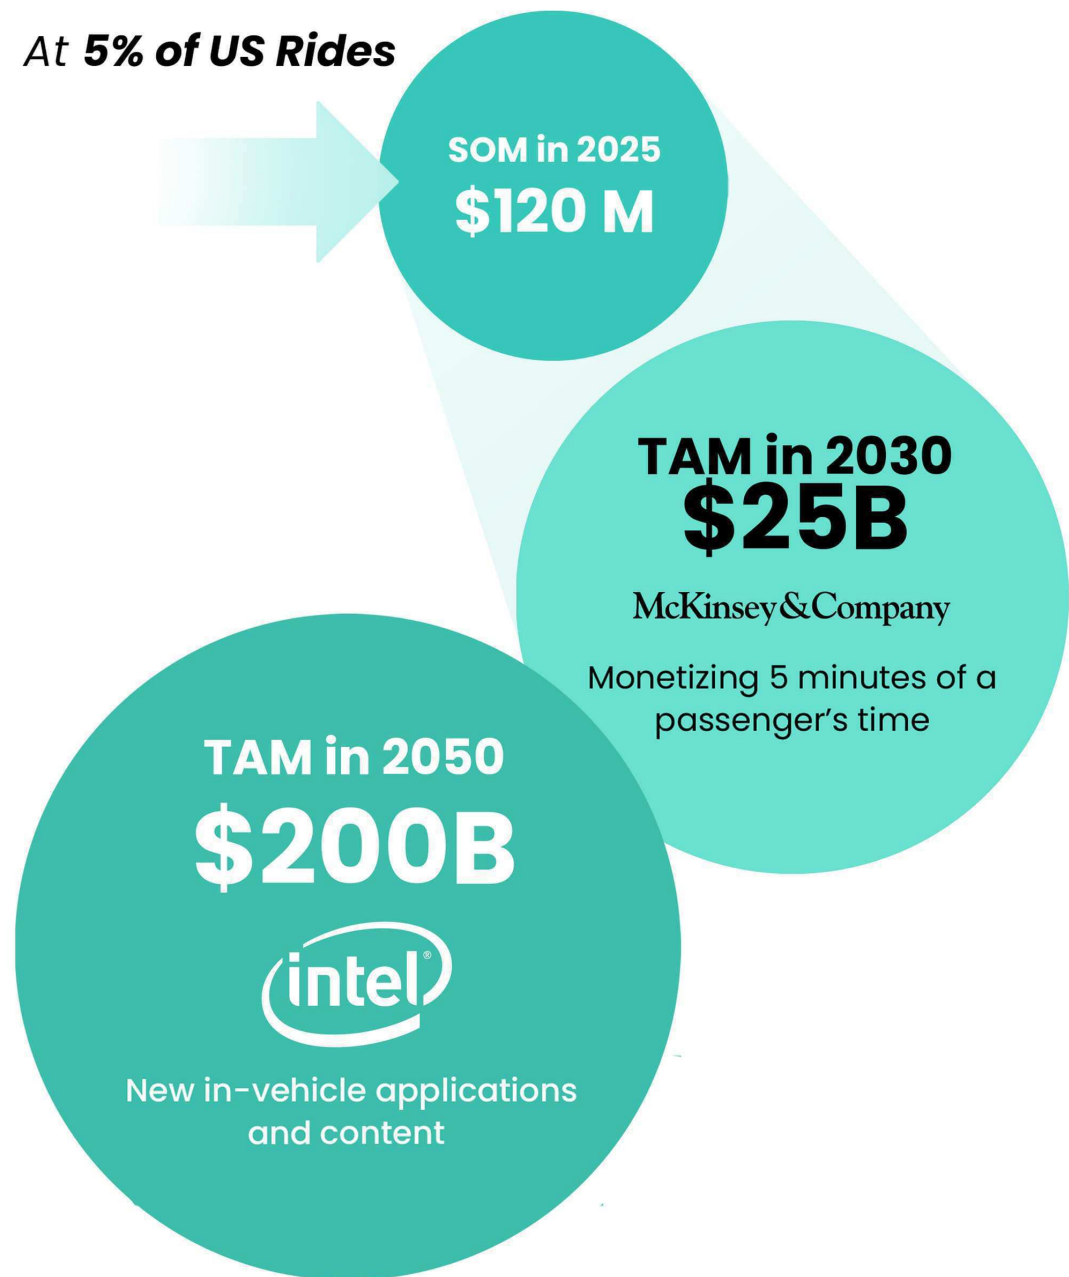 At 5% of US Rides
SOM in 2025
$120 M
TAM in 2030
$25B
McKinsey&Company
Monetizing 5 minutes of a
passenger’s time
TAM in 2050
$200B
intel®
New in-vehicle applications
and content